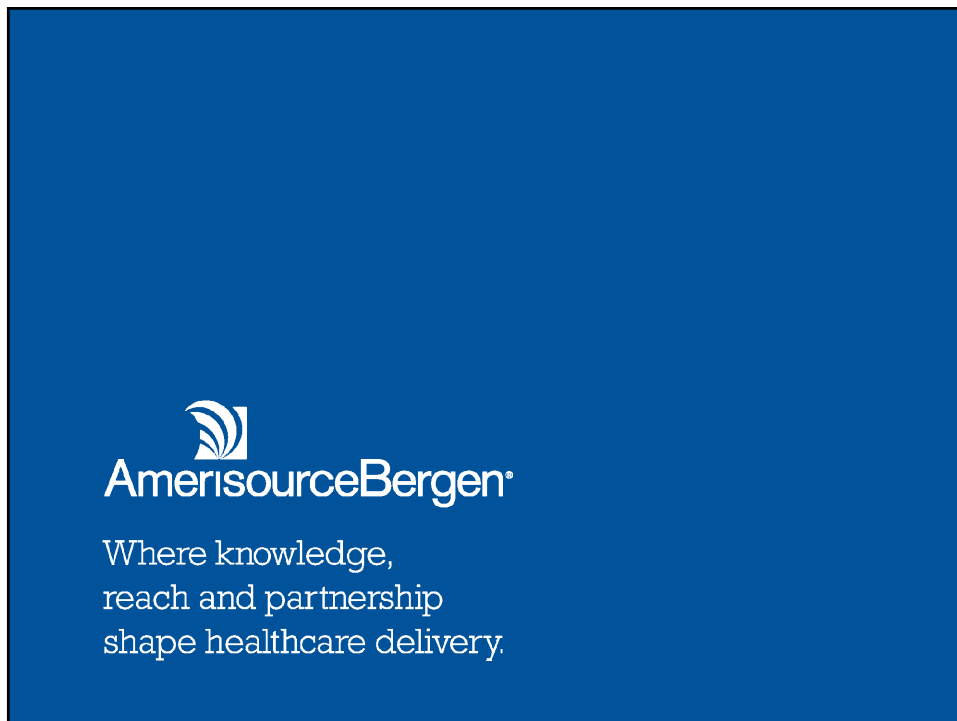 AmerisourceBergen®
Where knowledge,
reach and partnership
shape healthcare delivery.